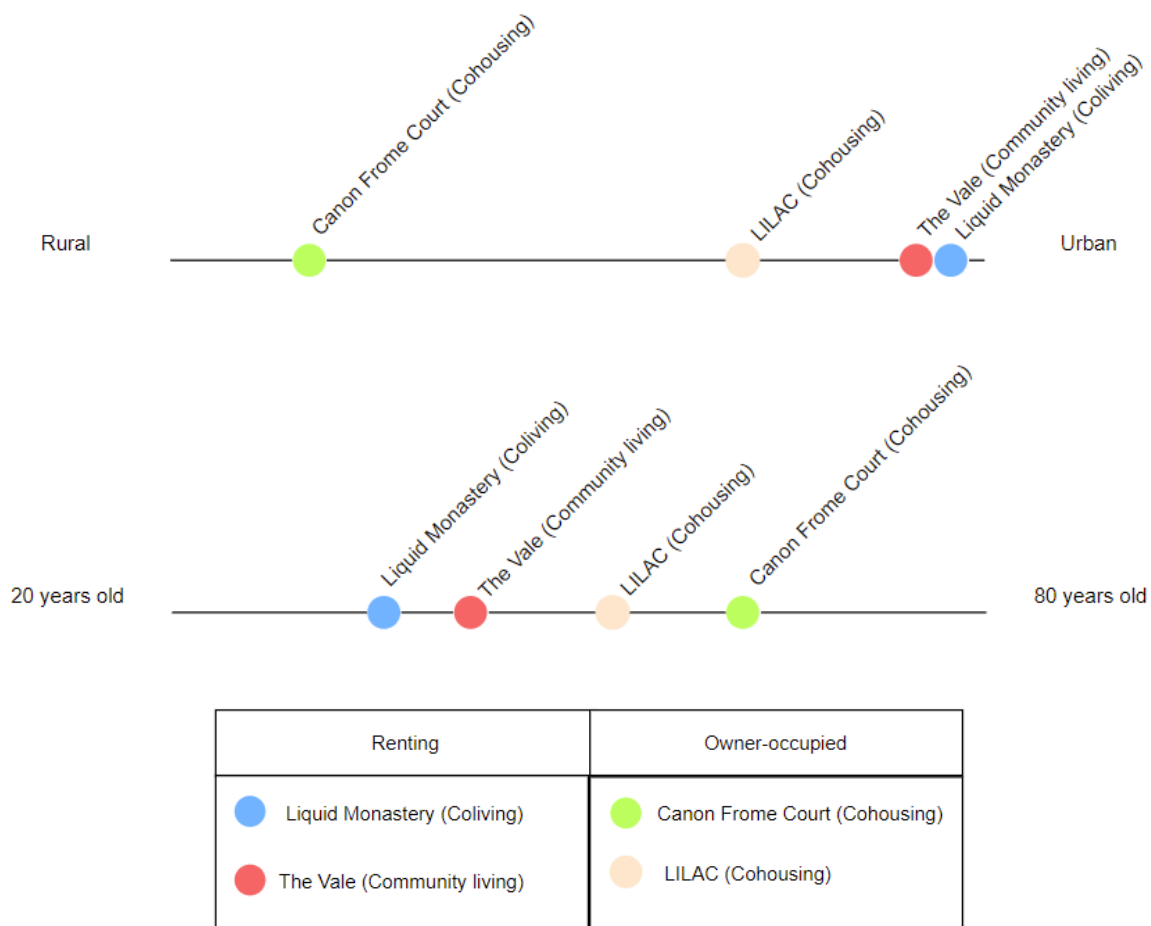 Canon Frome Court (Cohousing)
LILAC (Cohousing)
The Vale (Community living)
Liquid Monastery (Coliving)
Rural
Urban
Liquid Monastery (Coliving)
The Vale (Community living)
LILAC (Cohousing)
Canon Frome Court (Cohousing)
20 years old
80 years old
Renting
Owner-occupied
Liquid Monastery (Coliving)
Canon Frome Court (Cohousing)
The Vale (Community living)
LILAC (Cohousing)